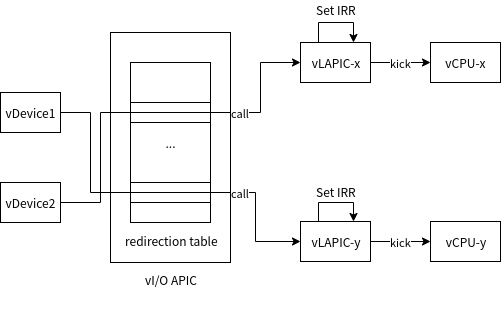 Set IRR
vLAPIC-x
kick
vCPU-x
vDevice1
call
...
vDevice2
call
Set IRR
redirection table
vLAPIC-y
kick
vCPU-y
vI/O APIC